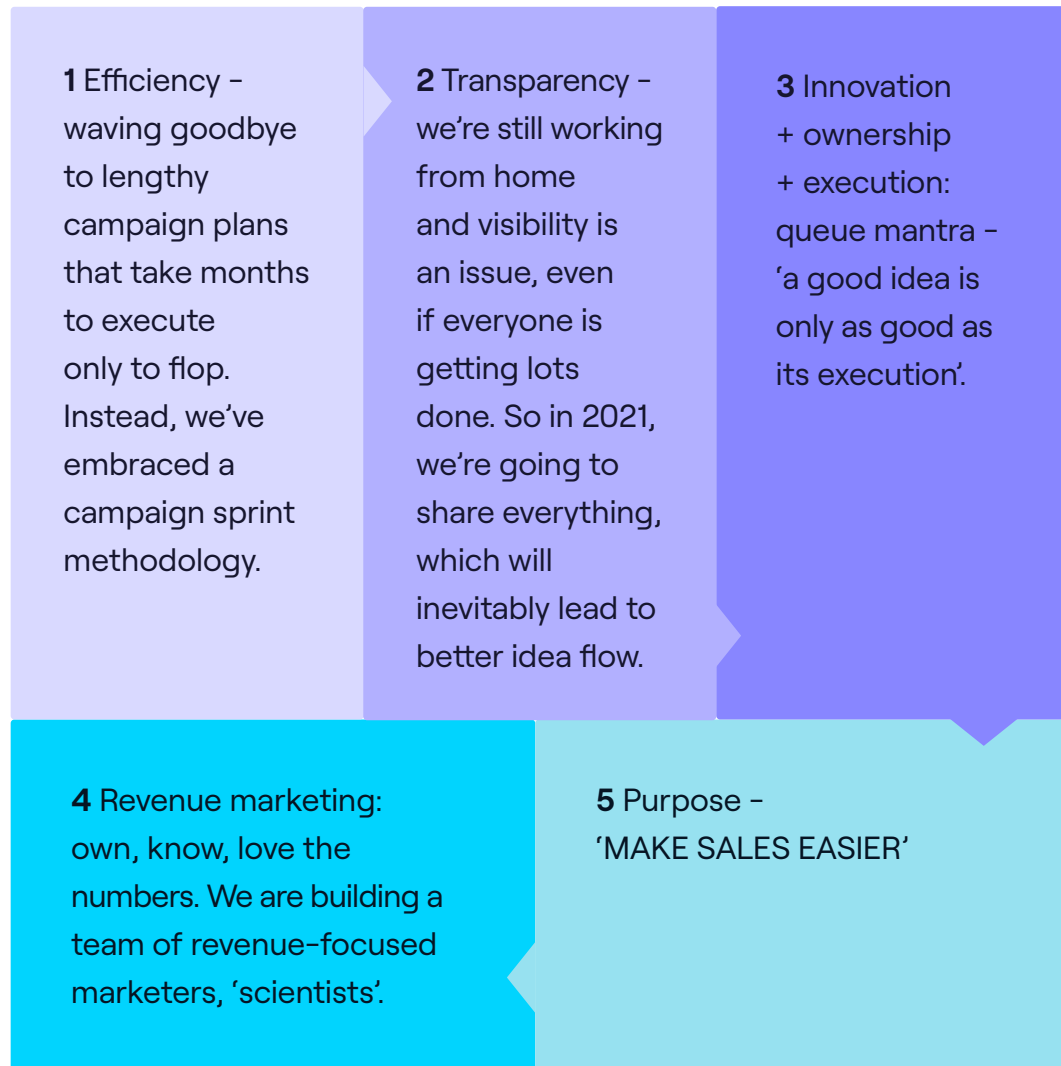 1 Efficiency -
waving goodbye
to lengthy
campaign plans
that take months
to execute
only to flop.
Instead, we’ve
embraced a
campaign sprint
methodology.
2 Transparency -
we’re still working
from home
and visibility is
an issue, even
if everyone is
getting lots
done. So in 2021,
we’re going to
share everything,
which will
inevitably lead to
better idea flow.
3 Innovation
+ ownership
+ execution:
queue mantra -
‘a good idea is
only as good as
its execution’.
4 Revenue marketing:
own, know, love the
numbers. We are building a
team of revenue-focused
marketers, ‘scientists’.
5 Purpose -
‘MAKE SALES EASIER’